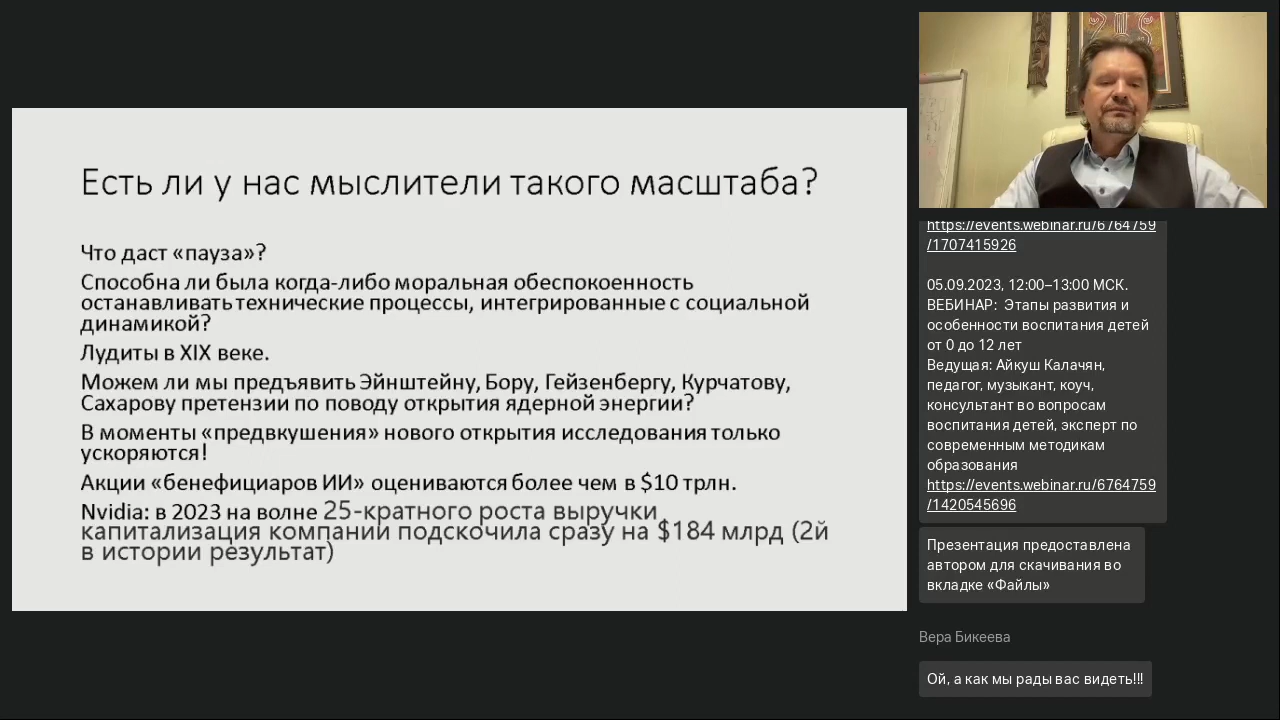 Есть ли у нас мыслители такого масштаба?
Что даст «пауза»?
Способна ли была когда-либо моральная обеспокоенность
останавливать технические процессы, интегрированные с социальной
динамикой?
Лудиты в XIX веке.
Можем ли мы предъявить Эйнштейну, Бору, Гейзенбергу, Курчатову,
Сахарову претензии по поводу открытия ядерной энергии?
В моменты «предвкушения» нового открытия исследования только
ускоряются!
Акции «бенефициаров ИИ» оцениваются более чем в $10 трлн.
Nvidia: в 2023 на волне 25-кратного роста выручки
капитализация компании подскочила сразу на $184 млрд (2й
в истории результат)
https://events.webinar.ru/6764759
/1707415926
05.09.2023, 12:00–13:00 МСК.
ВЕБИНАР: Этапы развития и
особенности воспитания детей
от 0 до 12 лет
Ведущая: Айкуш Калачян,
педагог, музыкант, коуч,
консультант во вопросам
воспитания детей, эксперт по
современным методикам
образования
https://events.webinar.ru/6764759
/1420545696
Презентация предоставлена
автором для скачивания во
вкладке «Файлы»
Вера Бикеева
Ой, а как мы рады вас видеть!!!